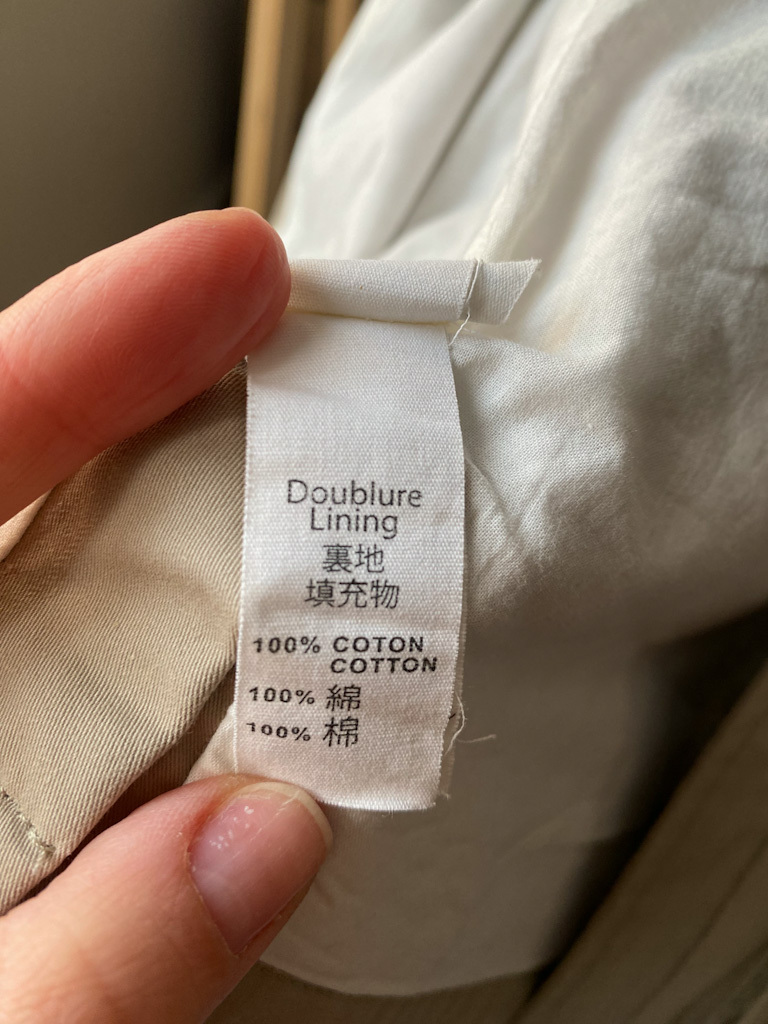 Doublure
Lining
裏地
填充物
100% COTON
COTTON
100% 綿
100% 棉